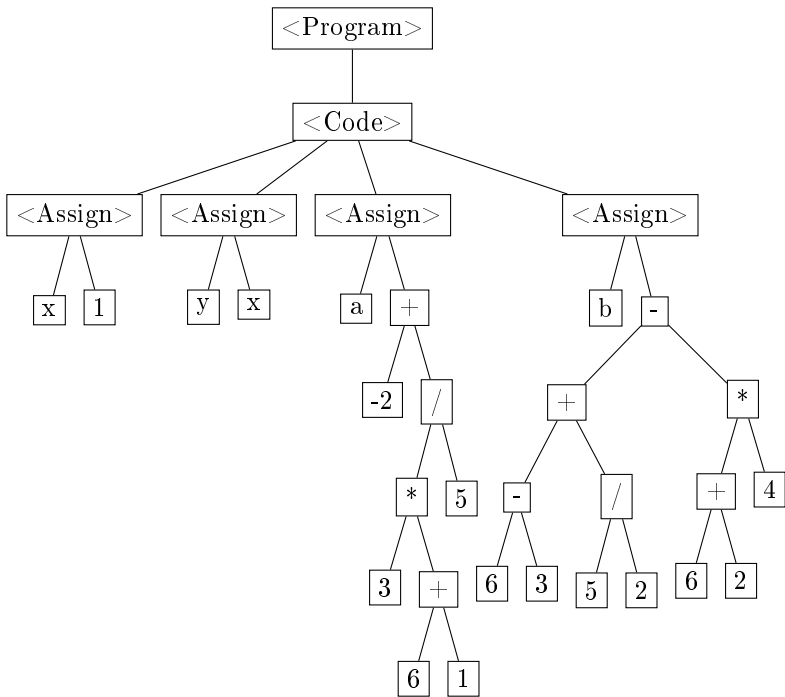 <Program>
<Code>
<Assign> <Assign> <Assign> <Assign>
x 1 y x a + b -
-2 / + *
* 5 - / + 4
3 + 6 3 5 2 6 2
6 1